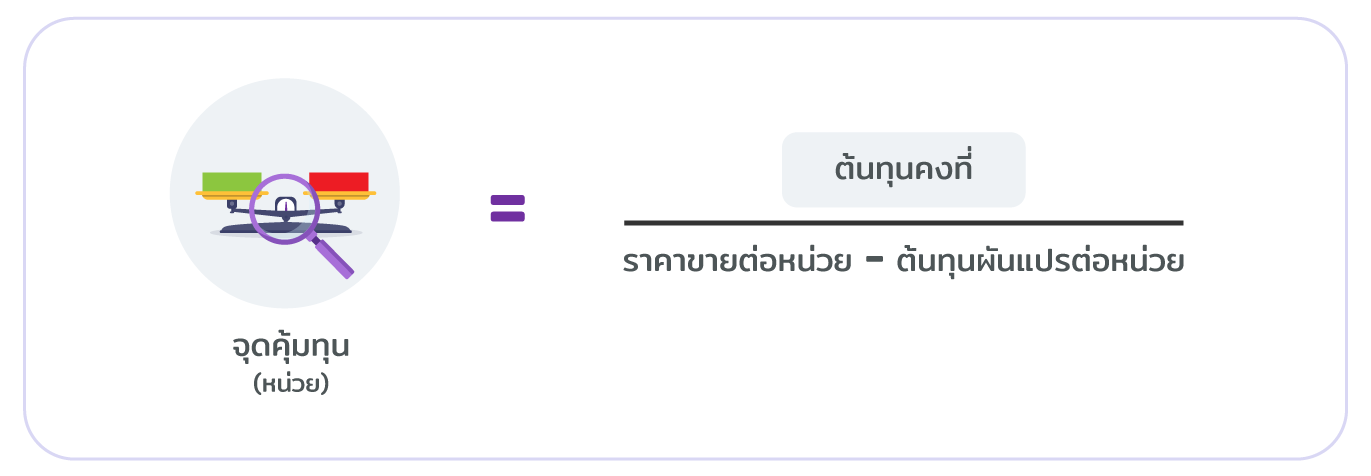 จุดคุ้มทุน
(หน่วย)
=
ต้นทุนคงที่
ราคาขายต่อหน่วย - ต้นทุนผันแปรต่อหน่วย